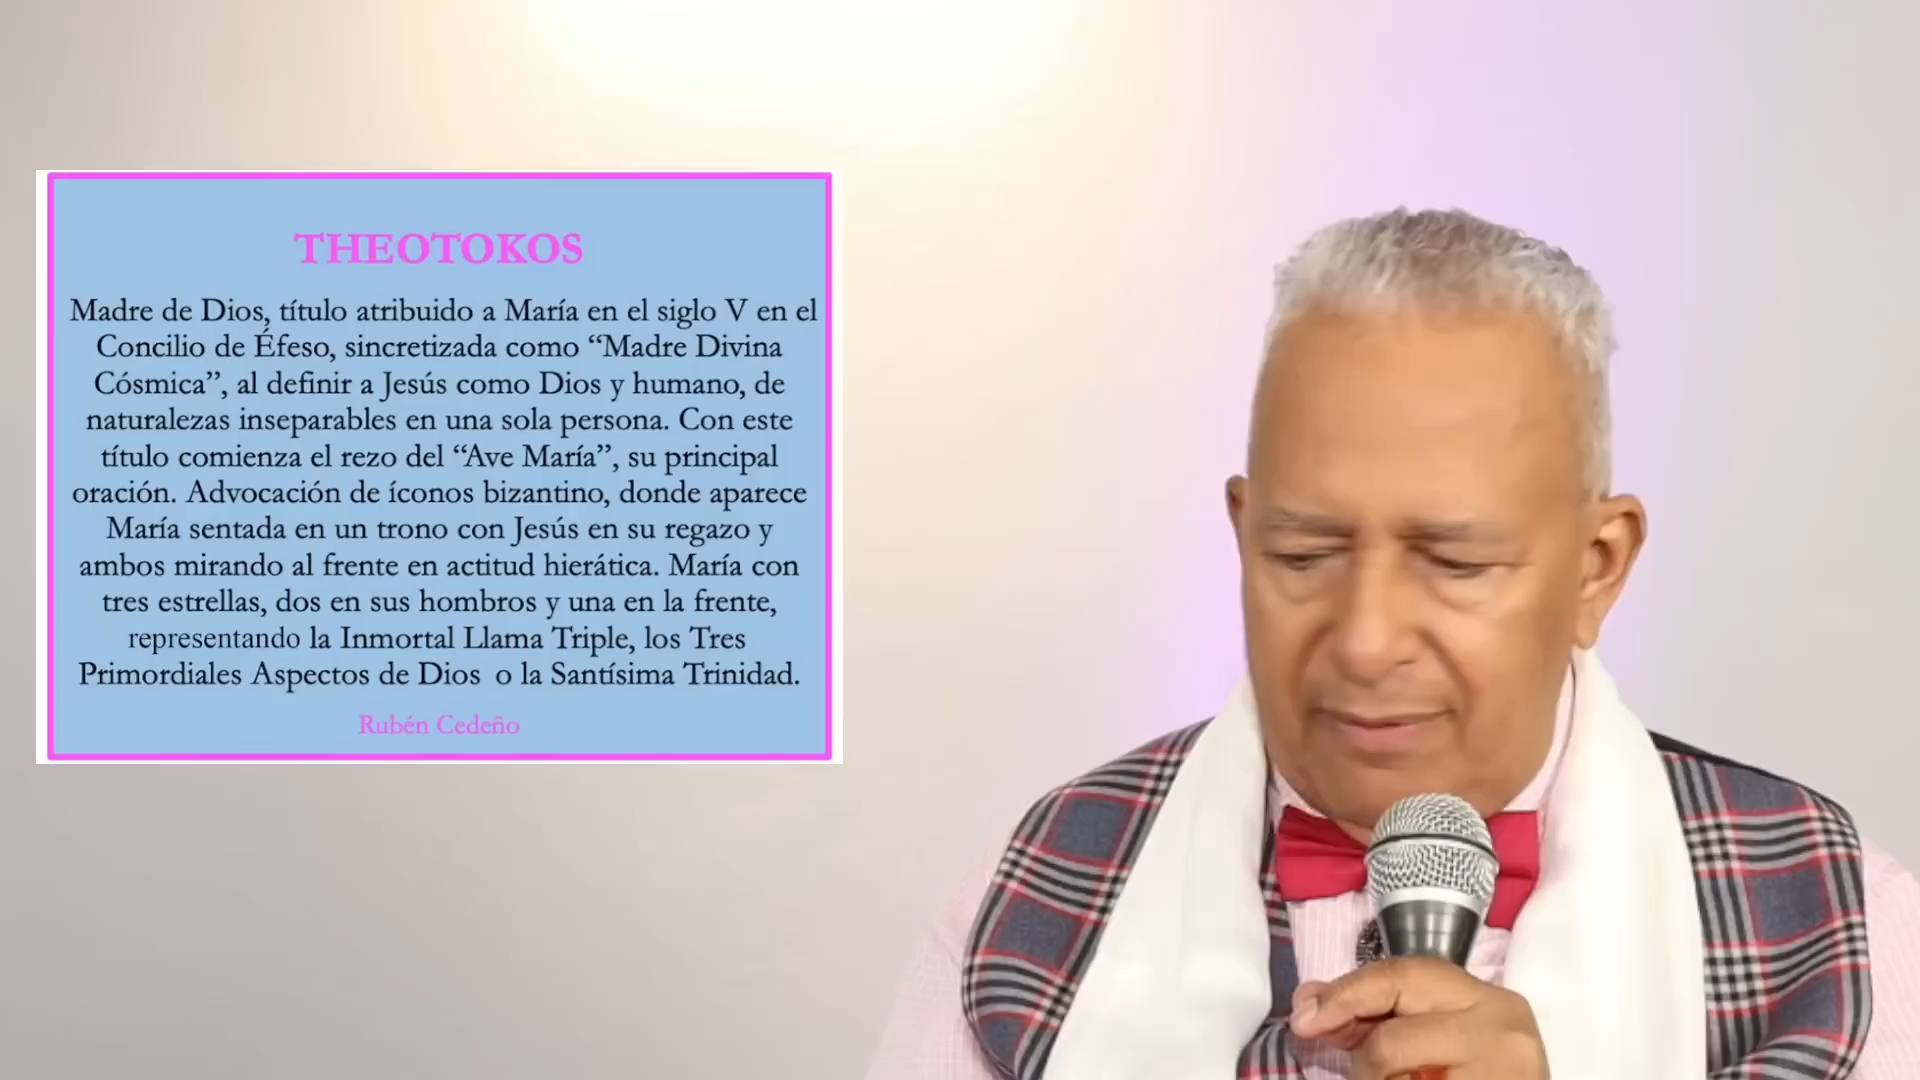 THEOTOKOS
Madre de Dios, título atribuido a María en el siglo V en el
Concilio de Éfeso, sincretizada como “Madre Divina
Cósmica”, al definir a Jesús como Dios y humano, de
naturalezas inseparables en una sola persona. Con este
título comienza el rezo del “Ave María”, su principal
oración. Advocación de íconos bizantino, donde aparece
María sentada en un trono con Jesús en su regazo y
ambos mirando al frente en actitud hierática. María con
tres estrellas, dos en sus hombros y una en la frente,
representando la Inmortal Llama Triple, los Tres
Primordiales Aspectos de Dios o la Santísima Trinidad.
Rubén Cedeño